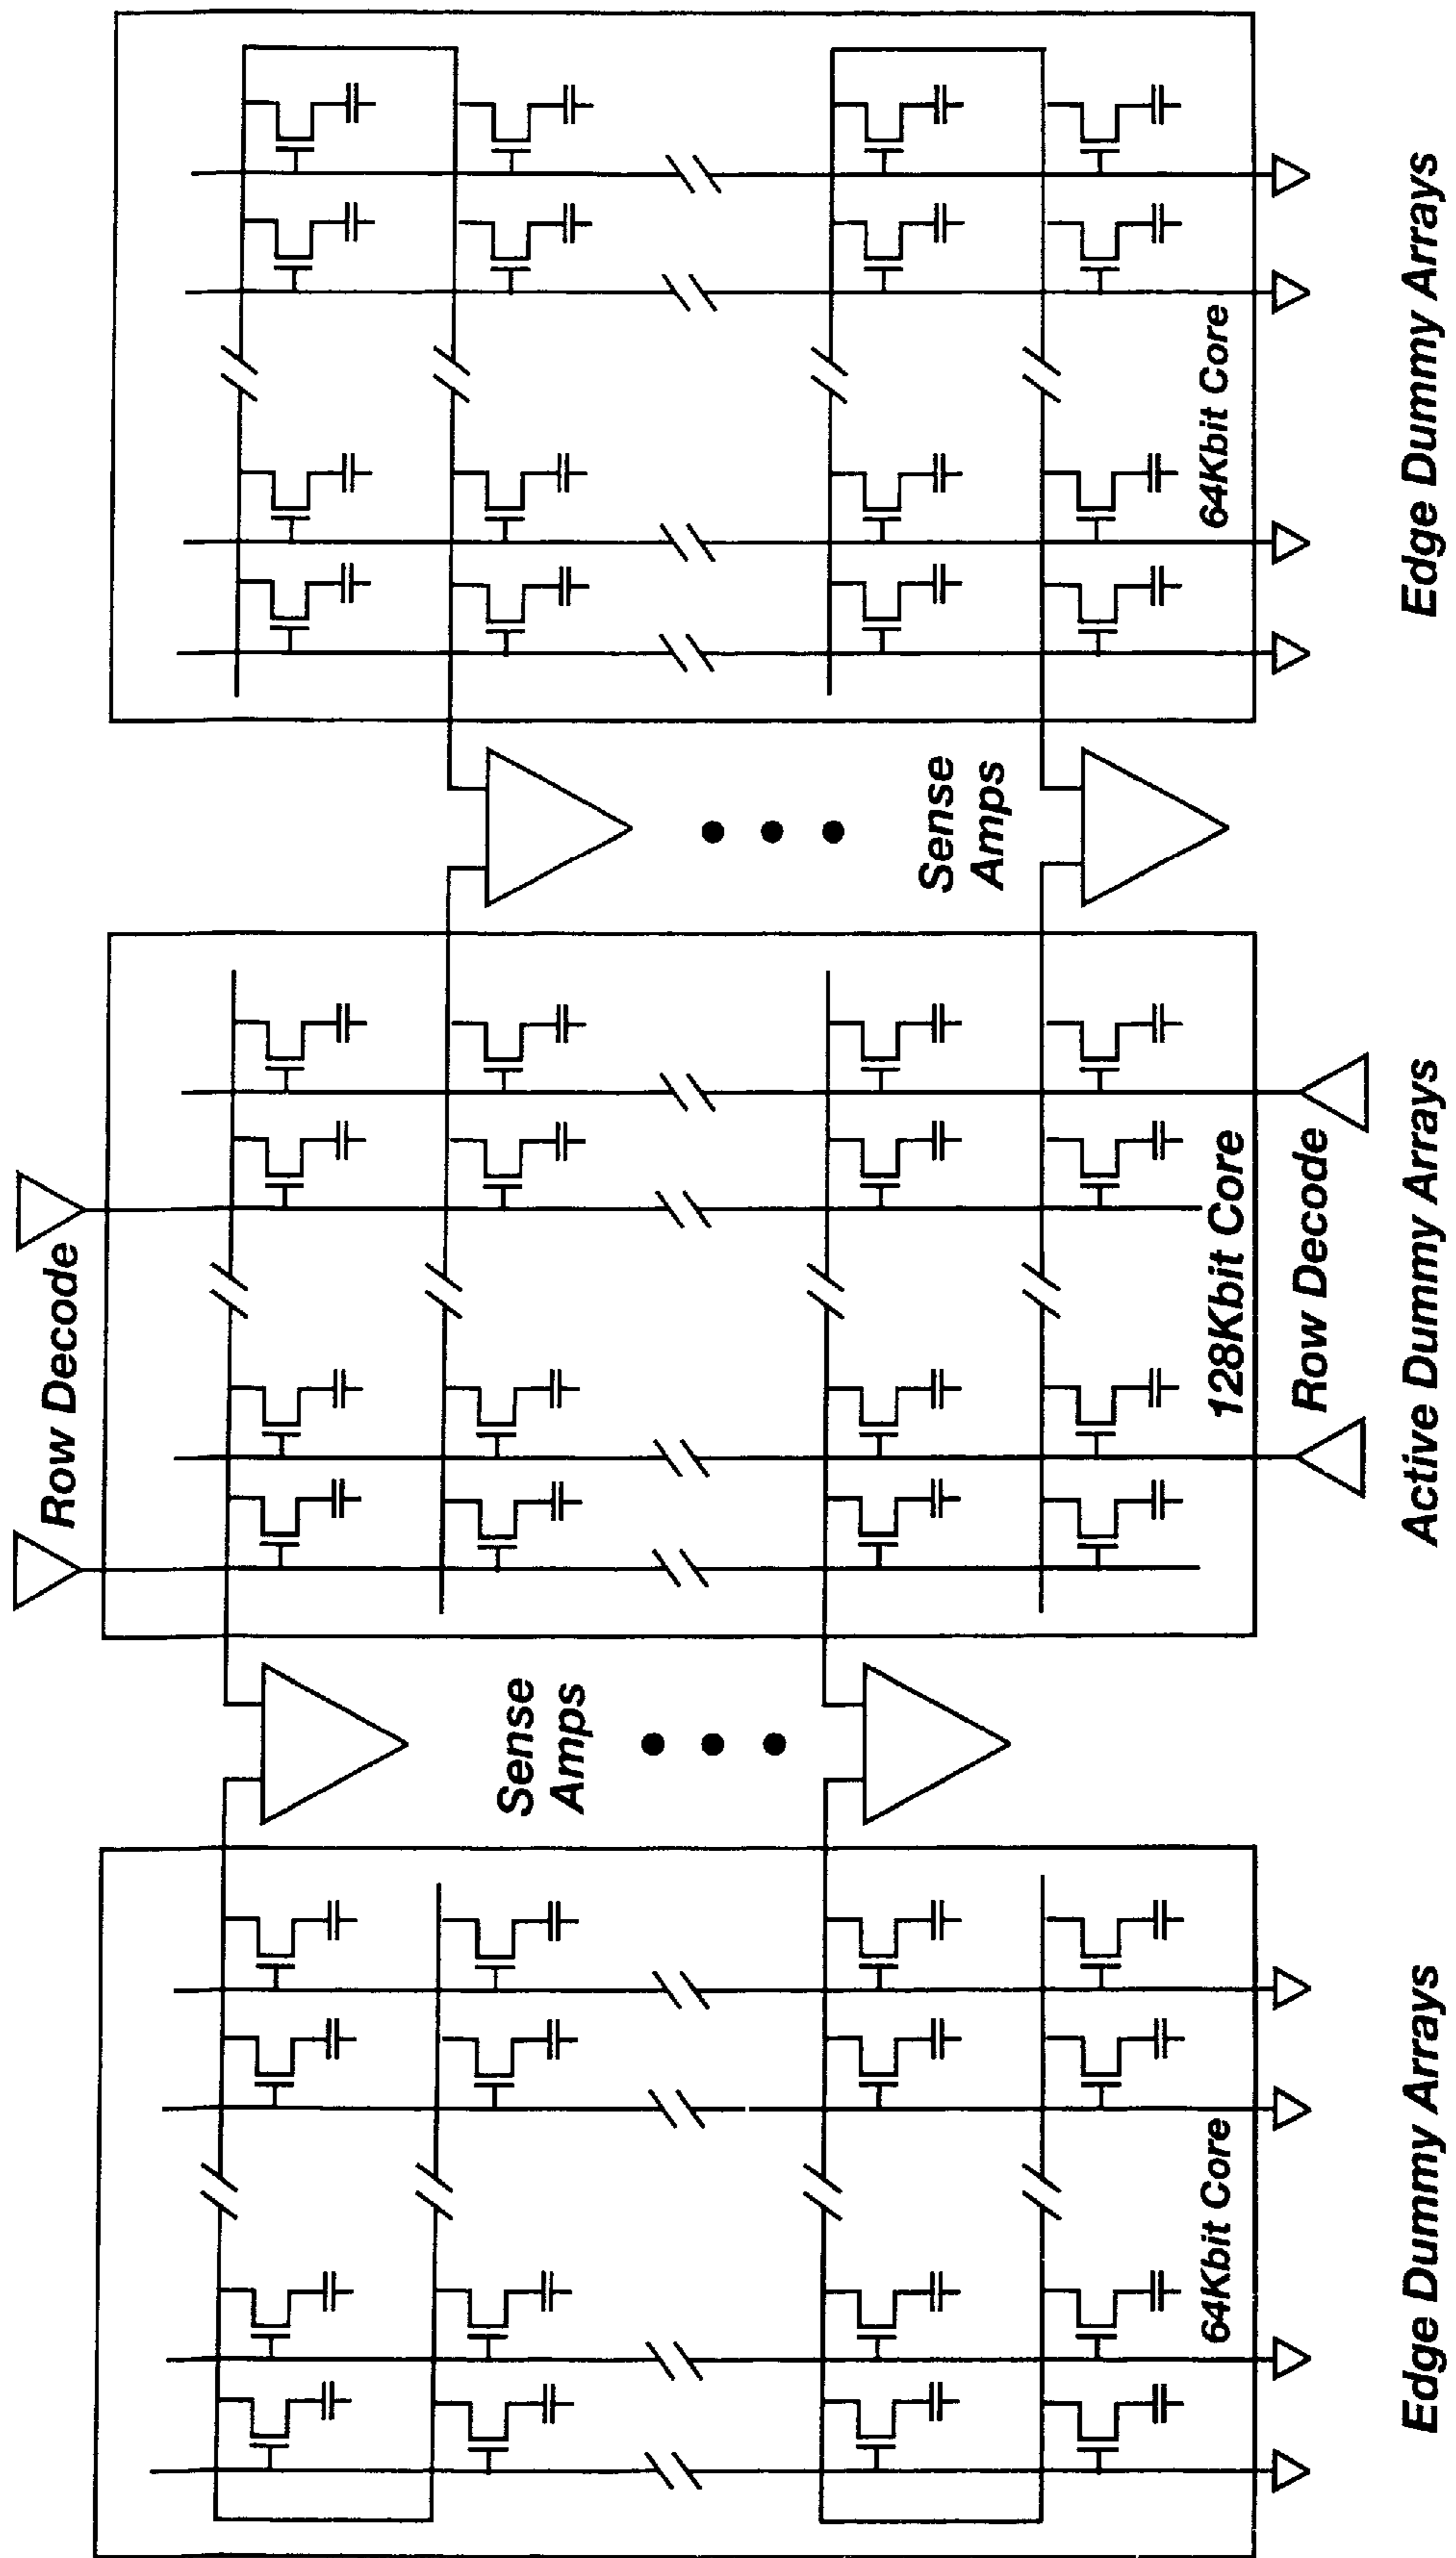 Row Decode
Sense
Amps
Sense
Amps
64Kbit Core
128Kbit Core
64Kbit Core
Row Decode
Edge Dummy Arrays
Active Dummy Arrays
Edge Dummy Arrays